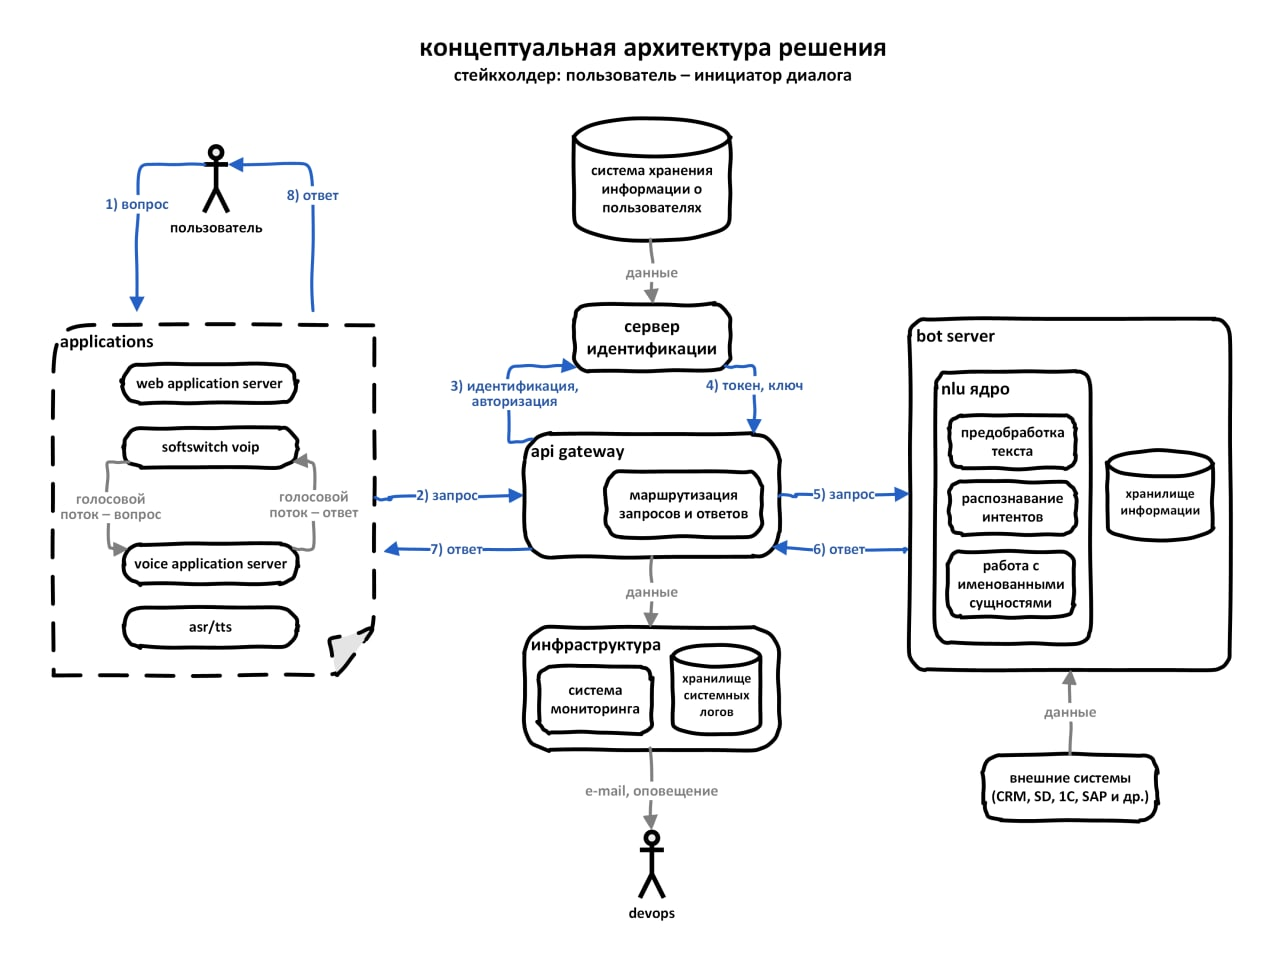 концептуальная архитектура решения
стейкхолдер: пользователь – инициатор диалога
1) вопрос
8) ответ
пользователь
система хранения
информации о
пользователях
данные
сервер
идентификации
3) идентификация,
авторизация
4) токен, ключ
applications
web application server
softswitch voip
голосовой
поток – вопрос
голосовой
поток – ответ
voice application server
asr/tts
2) запрос
7) ответ
api gateway
маршрутизация
запросов и ответов
5) запрос
6) ответ
bot server
nlu ядро
предобработка
текста
распознавание
интентов
работа с
именованными
сущностями
хранилище
информации
данные
инфраструктура
система
мониторинга
хранилище
системных
логов
данные
внешние системы
(CRM, SD, 1C, SAP и др.)
e-mail, оповещение
devops